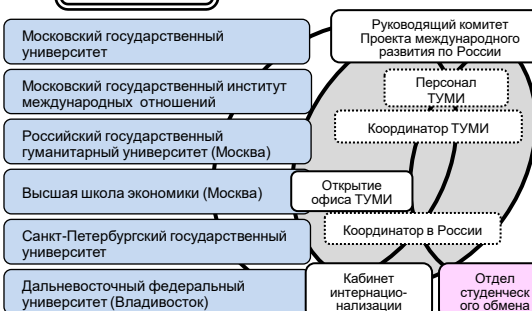 Московский государственный
университет
Московский государственный институт
международных отношений
Российский государственный
гуманитарный университет (Москва)
Высшая школа экономики (Москва)
Санкт-Петербургский государственный
университет
Дальневосточный федеральный
университет (Владивосток)
Руководящий комитет
Проекта международного
развития по России
Персонал
ТУМИ
Координатор ТУМИ
Открытие
офиса ТУМИ
Координатор в России
Кабинет
интернацио-
нализации
Отдел
студенческ
ого обмена